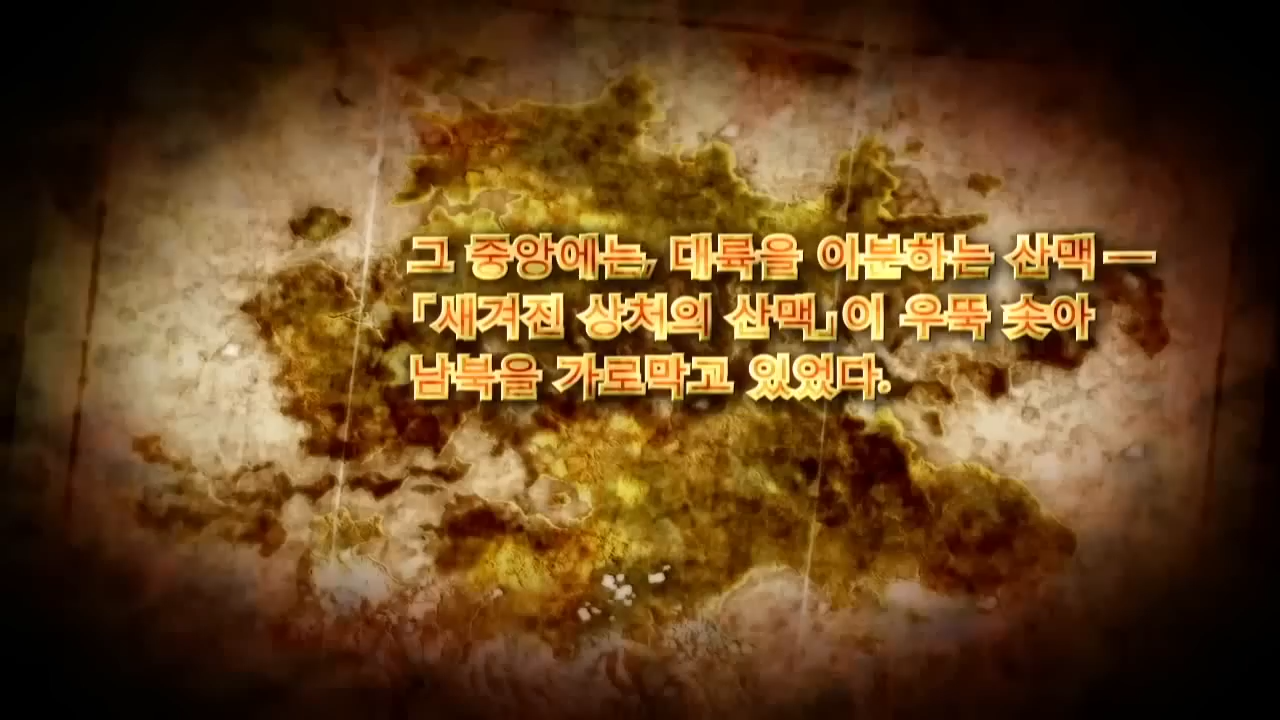 그 중앙에는, 대륙을 이분하는 산맥―
「새겨진 상처의 산맥」이 우뚝 솟아
남북을 가로막고 있었다.